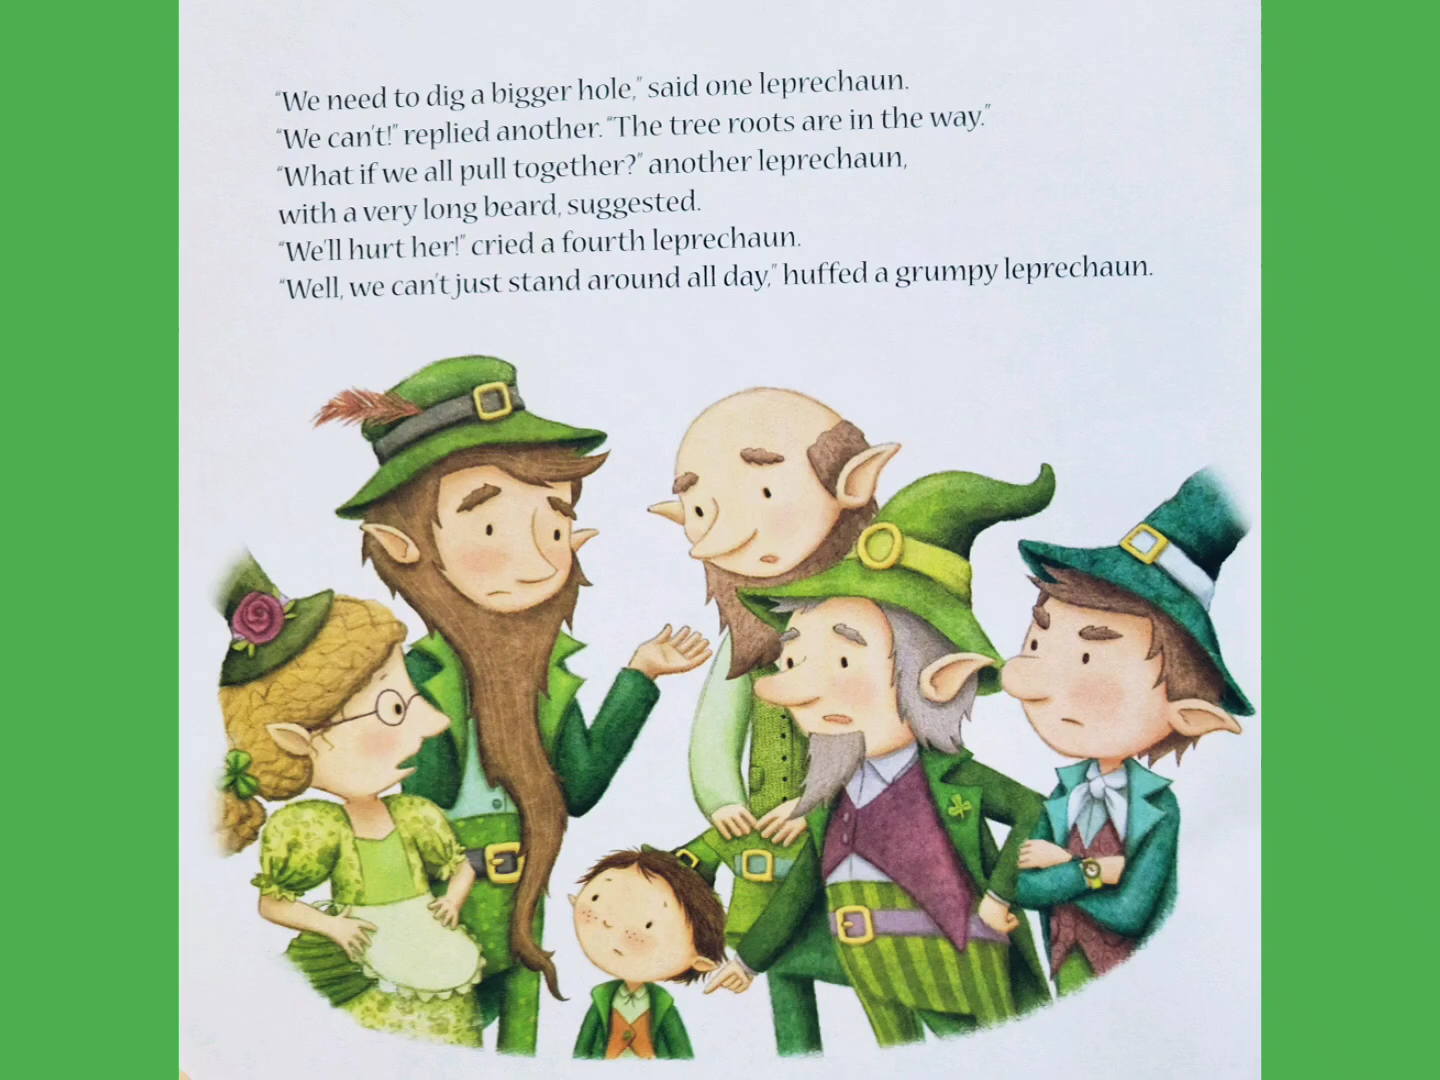 “We need to dig a bigger hole,” said one leprechaun.
“We can’t!” replied another. “The tree roots are in the way.”
“What if we all pull together?” another leprechaun,
with a very long beard, suggested.
“We’ll hurt her!” cried a fourth leprechaun.
“Well, we can’t just stand around all day,” huffed a grumpy leprechaun.